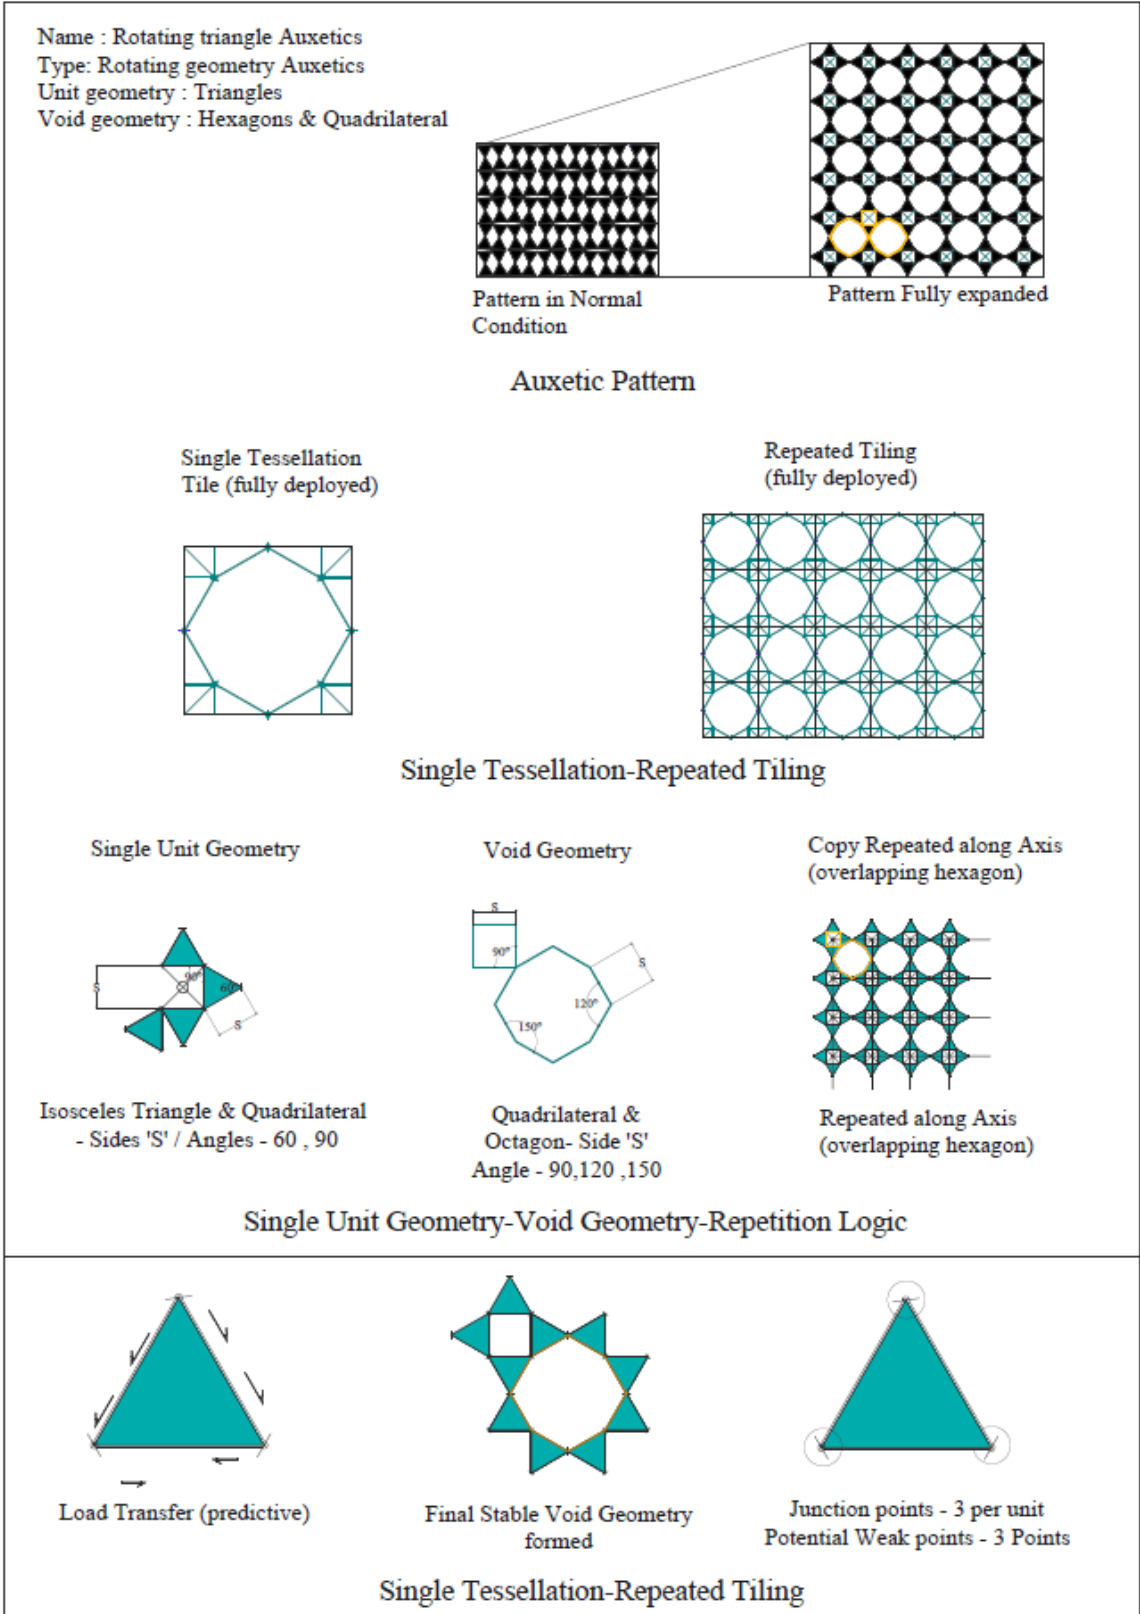 Name : Rotating triangle Auxetics
Type: Rotating geometry Auxetics
Unit geometry : Triangles
Void geometry : Hexagons & Quadrilateral
Pattern in Normal
Condition
Pattern Fully expanded
Auxetic Pattern
Single Tessellation
Tile (fully deployed)
Repeated Tiling
(fully deployed)
Single Tessellation-Repeated Tiling
Single Unit Geometry
Void Geometry
Copy Repeated along Axis
(overlapping hexagon)
S
90°
60°
S
S
90°
S
120°
150°
Isosceles Triangle & Quadrilateral
- Sides 'S' / Angles - 60 , 90
Quadrilateral &
Octagon- Side 'S'
Angle - 90,120 ,150
Repeated along Axis
(overlapping hexagon)
Single Unit Geometry-Void Geometry-Repetition Logic
Load Transfer (predictive)
Final Stable Void Geometry
formed
Junction points - 3 per unit
Potential Weak points - 3 Points
Single Tessellation-Repeated Tiling